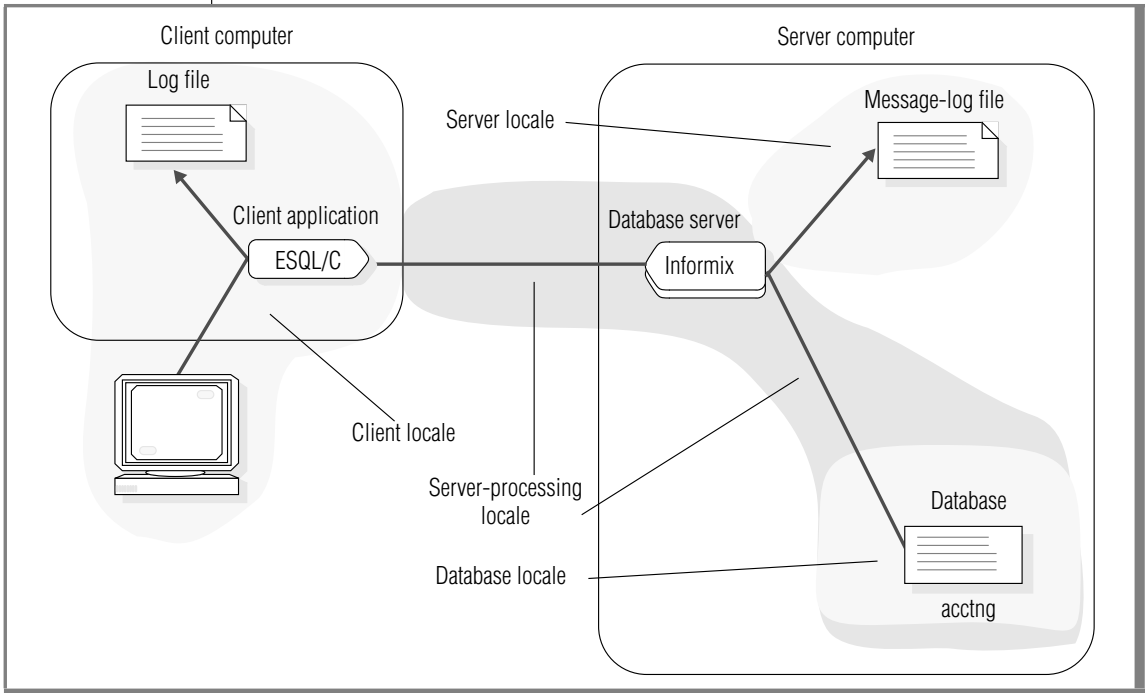 Client computer
Server computer
Log file
Message-log file
Server locale
Client application
Database server
ESQL/C
Informix
Client locale
Server-processing
locale
Database
Database locale
acctng